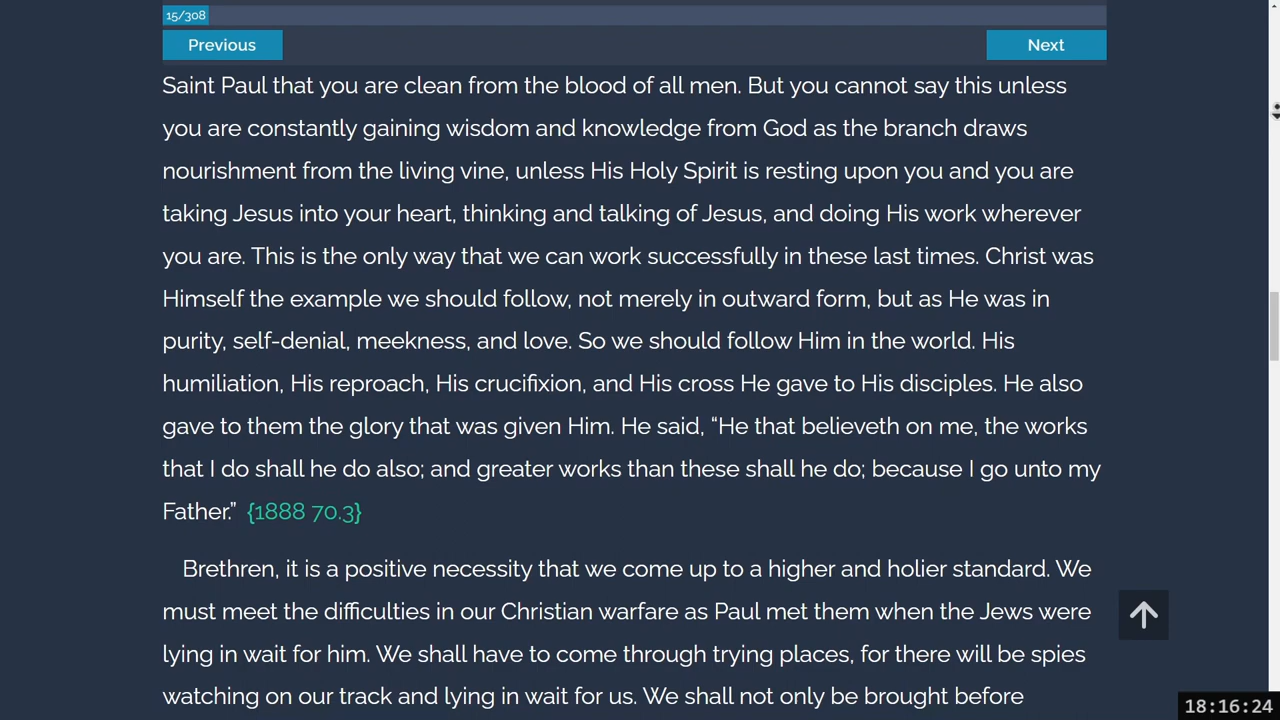 15/308
Previous
Next
Saint Paul that you are clean from the blood of all men. But you cannot say this unless
you are constantly gaining wisdom and knowledge from God as the branch draws
nourishment from the living vine, unless His Holy Spirit is resting upon you and you are
taking Jesus into your heart, thinking and talking of Jesus, and doing His work wherever
you are. This is the only way that we can work successfully in these last times. Christ was
Himself the example we should follow, not merely in outward form, but as He was in
purity, self-denial, meekness, and love. So we should follow Him in the world. His
humiliation, His reproach, His crucifixion, and His cross He gave to His disciples. He also
gave to them the glory that was given Him. He said, “He that believeth on me, the works
that I do shall he do also; and greater works than these shall he do; because I go unto my
Father.” {1888 70.3}
Brethren, it is a positive necessity that we come up to a higher and holier standard. We
must meet the difficulties in our Christian warfare as Paul met them when the Jews were
lying in wait for him. We shall have to come through trying places, for there will be spies
watching on our track and lying in wait for us. We shall not only be brought before
18:16:24